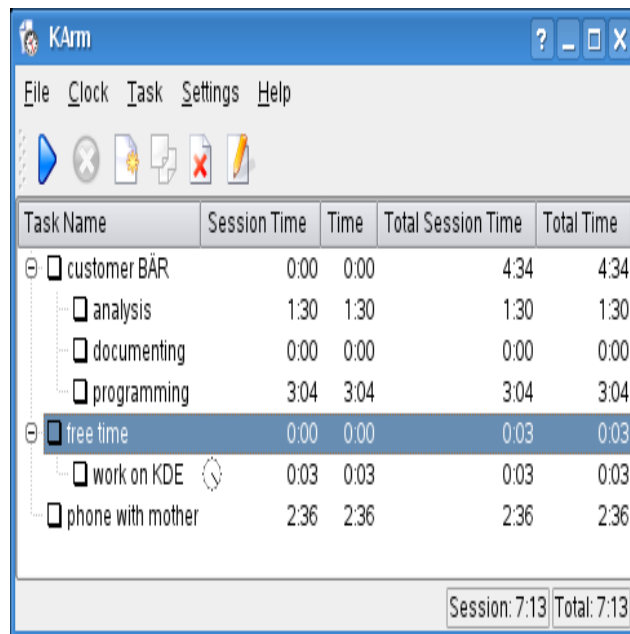 KArm
File Clock Task Settings Help
Task Name Session Time Time Total Session Time Total Time
customer BÄR 0:00 0:00 4:34 4:34
analysis 1:30 1:30 1:30 1:30
documenting 0:00 0:00 0:00 0:00
programming 3:04 3:04 3:04 3:04
free time 0:00 0:00 0:03 0:03
work on KDE 0:03 0:03 0:03 0:03
phone with mother 2:36 2:36 2:36 2:36
Session: 7:13 Total: 7:13